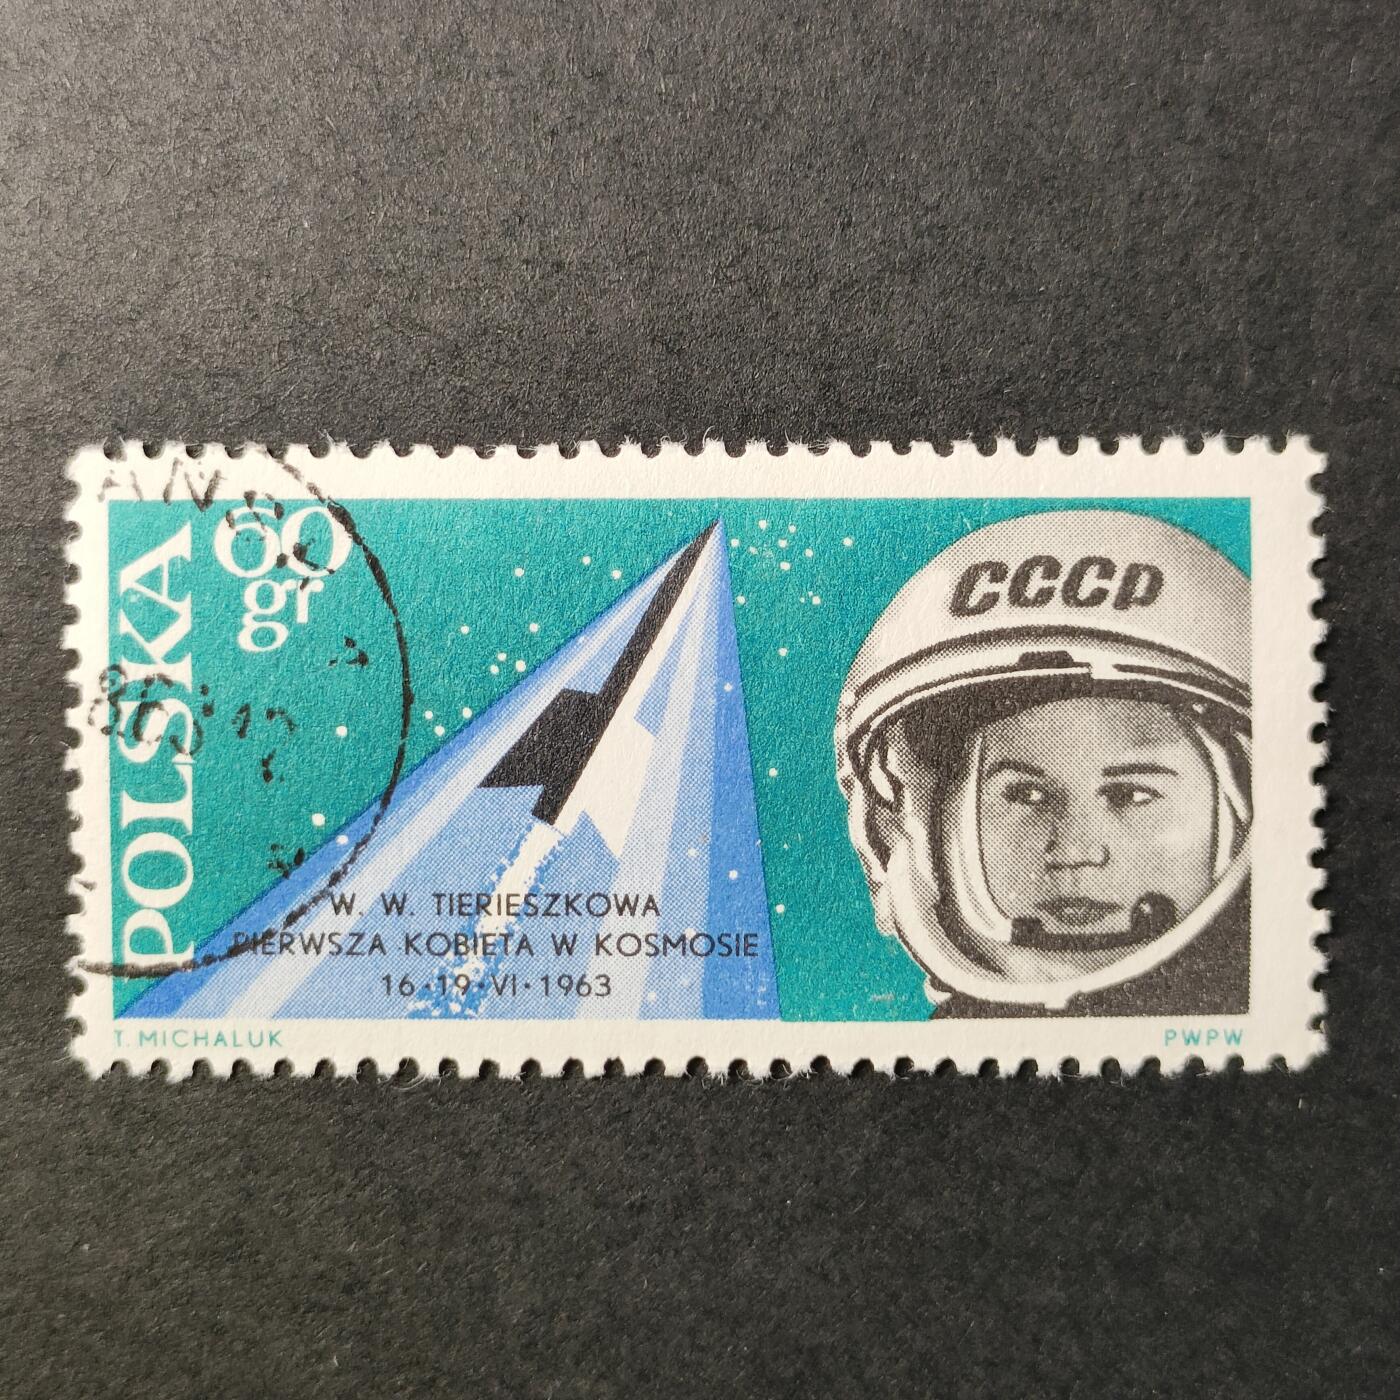 POLSKA
60
gr
CCCP
W. W. TIERIESZKOWA
PIERWSZA KOBIETA W KOSMOSIE
16·19·VI·1963
T. MICHALUK
PWPW